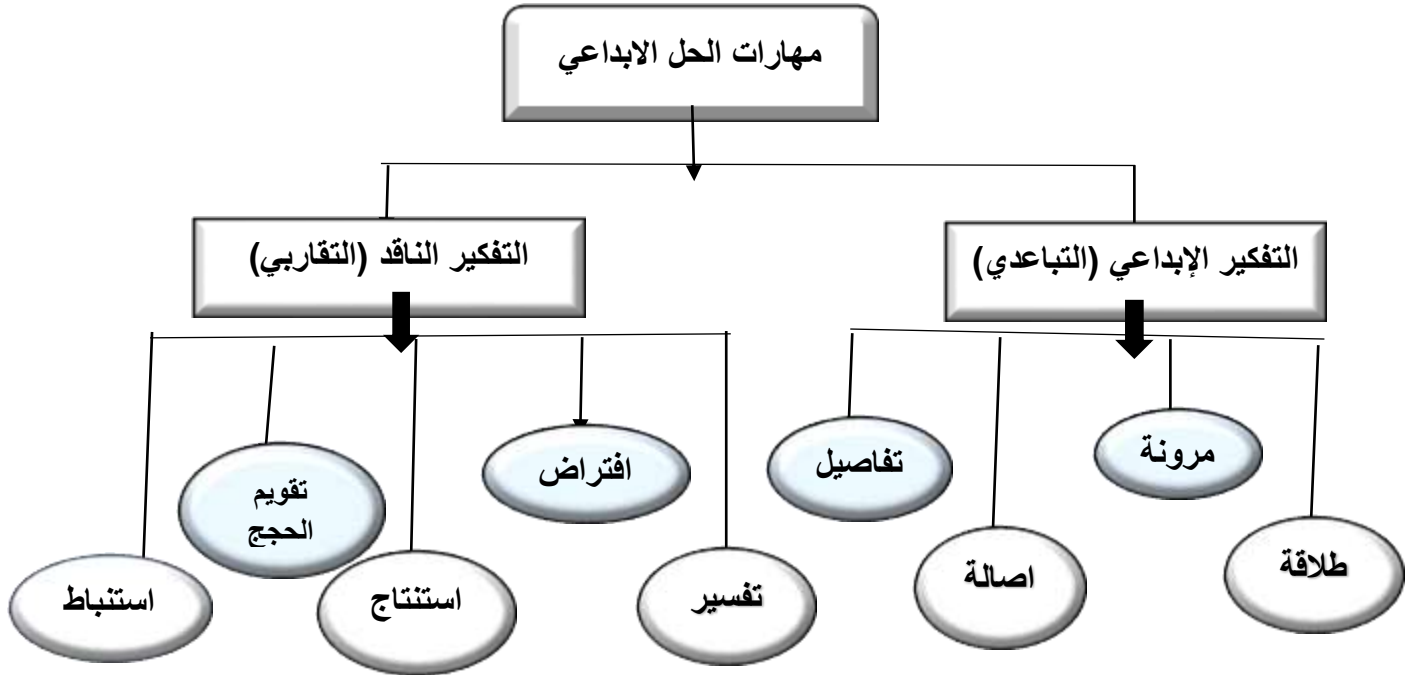 مهارات الحل الابداعي
التفكير الإبداعي (التباعدي)
التفكير الناقد (التقاربي)
طلاقة
مرونة
اصالة
تفاصيل
تفسير
افتراض
استنتاج
تقويم
الحجج
استنباط